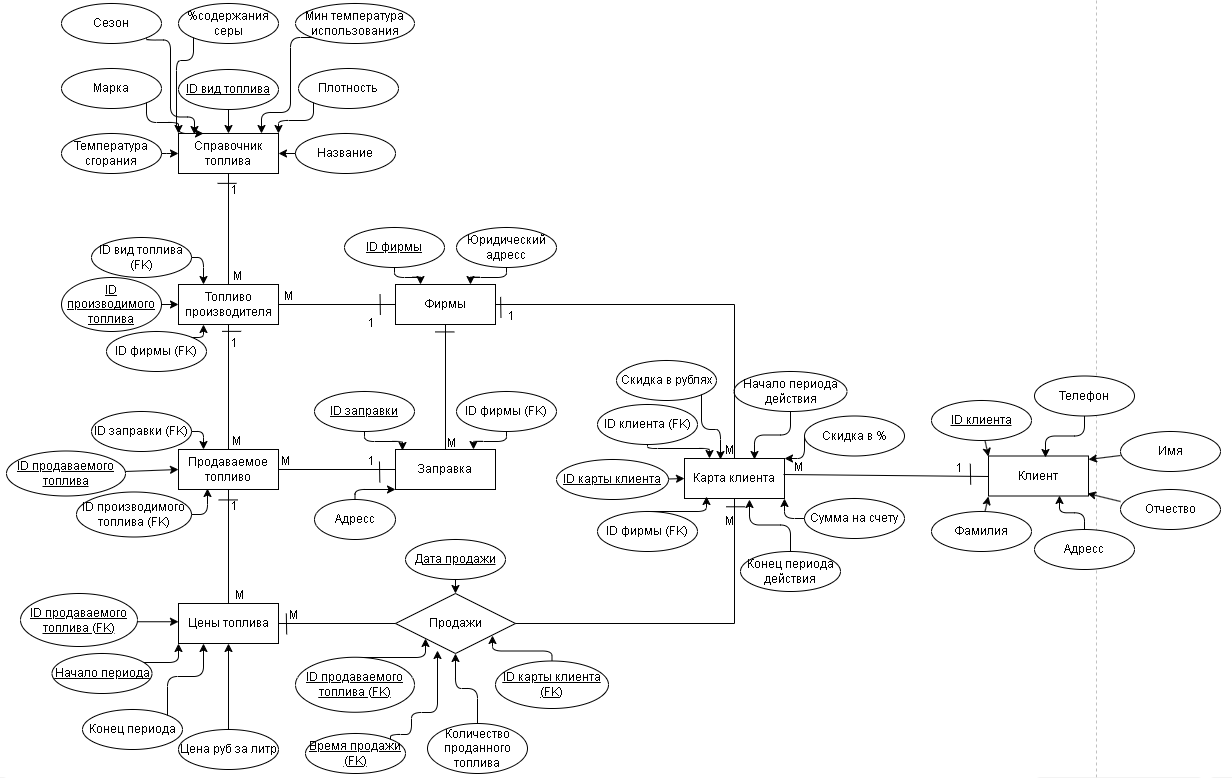 Сезон
%содержания
серы
Мин температура
использования
Марка
ID вид топлива
Плотность
Температура
сгорания
Справочник
топлива
Название
1
ID вид топлива
(FK)
М
ID
производимого
топлива
Топливо
производителя
М
1
ID фирмы (FK)
1
ID фирмы
Юридический
адресс
Фирмы
1
М
ID заправки (FK)
М
ID продаваемого
топлива
Продаваемое
топливо
М
1
ID производимого
топлива (FK)
1
ID заправки
ID фирмы (FK)
Заправка
Адресс
Скидка в рублях
Начало периода
действия
ID клиента (FK)
М
Скидка в %
ID карты клиента
Карта клиента
М
1
ID фирмы (FK)
М
Сумма на счету
Конец периода
действия
ID клиента
Телефон
Имя
Клиент
Отчество
Фамилия
Адресс
Дата продажи
М
ID продаваемого
топлива (FK)
Цены топлива
М
Продажи
Начало периода
Конец периода
Цена руб за литр
ID продаваемого
топлива (FK)
ID карты клиента
(FK)
Время продажи
(FK)
Количество
проданного
топлива